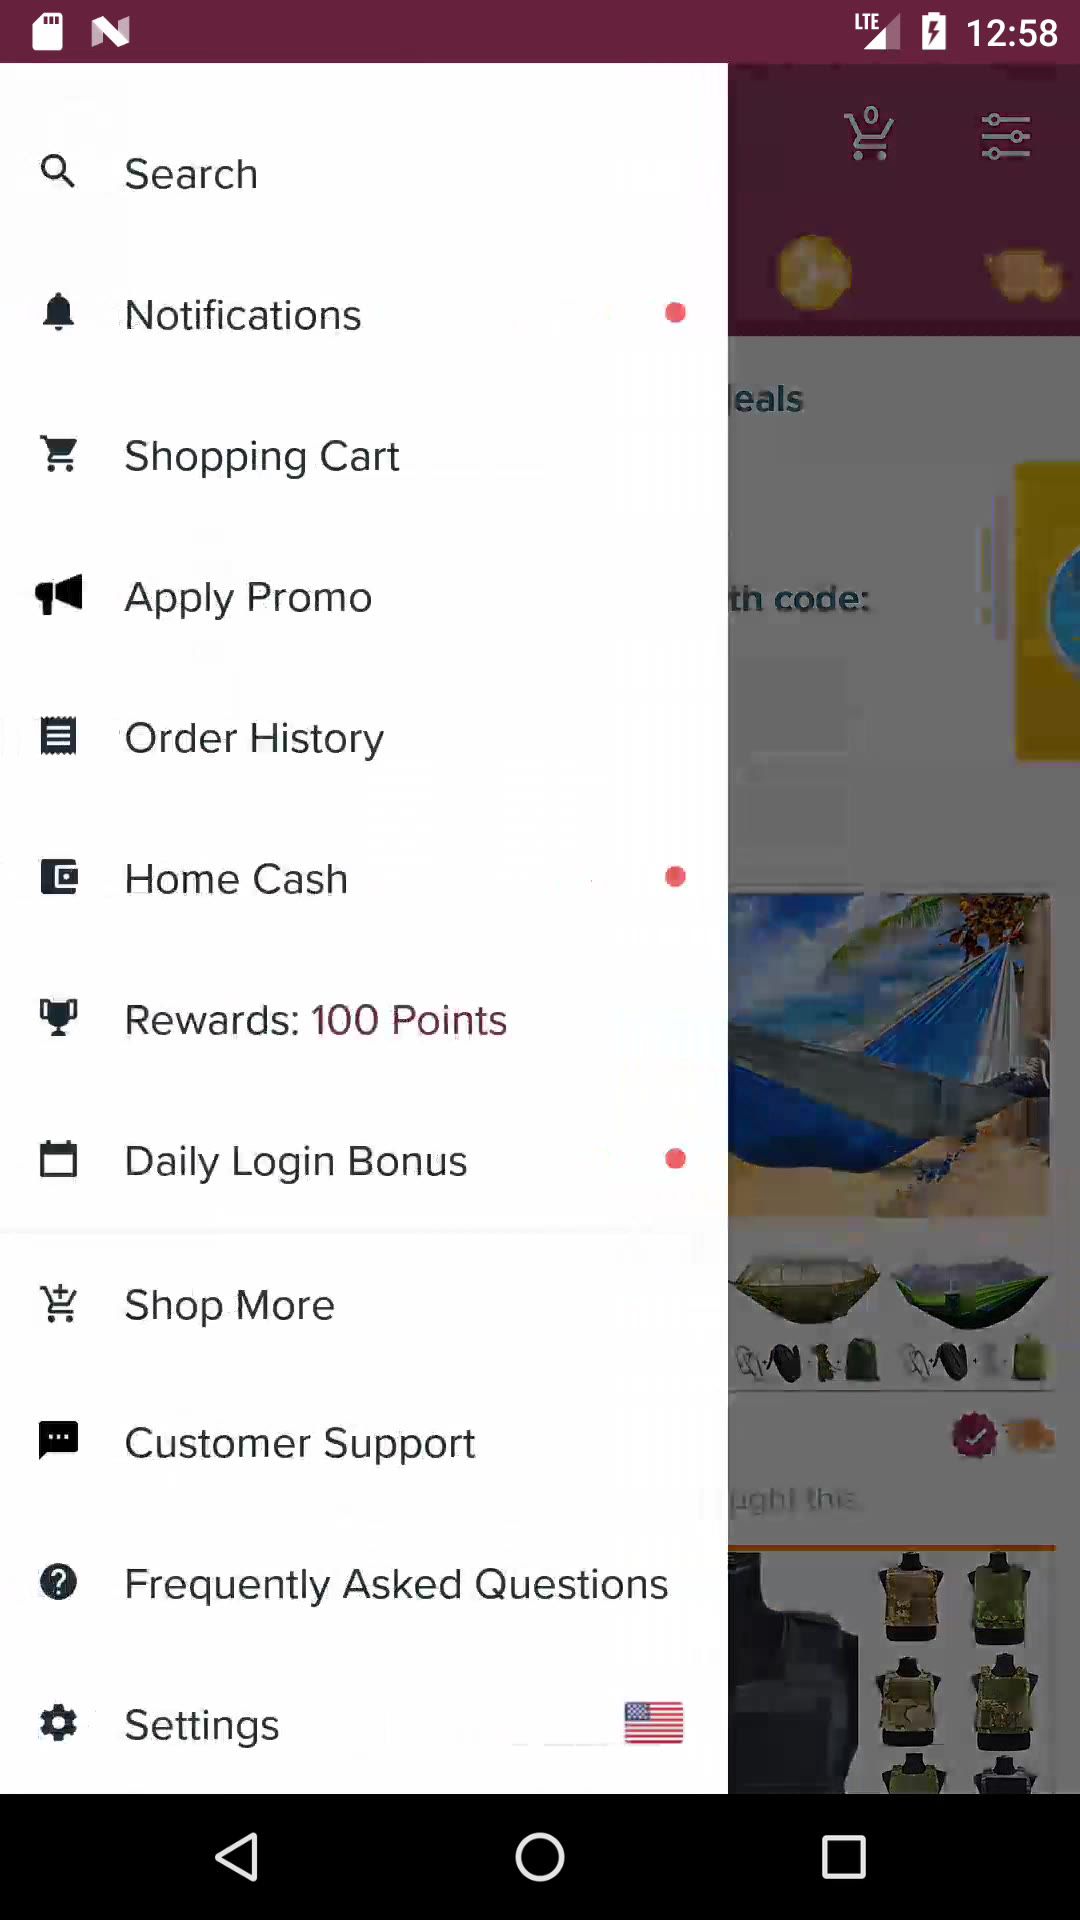 LTE 12:58
0
Search
Notifications
eals
Shopping Cart
Apply Promo
th code:
Order History
Home Cash
Rewards: 100 Points
Daily Login Bonus
Shop More
Customer Support
this
Frequently Asked Questions
Settings